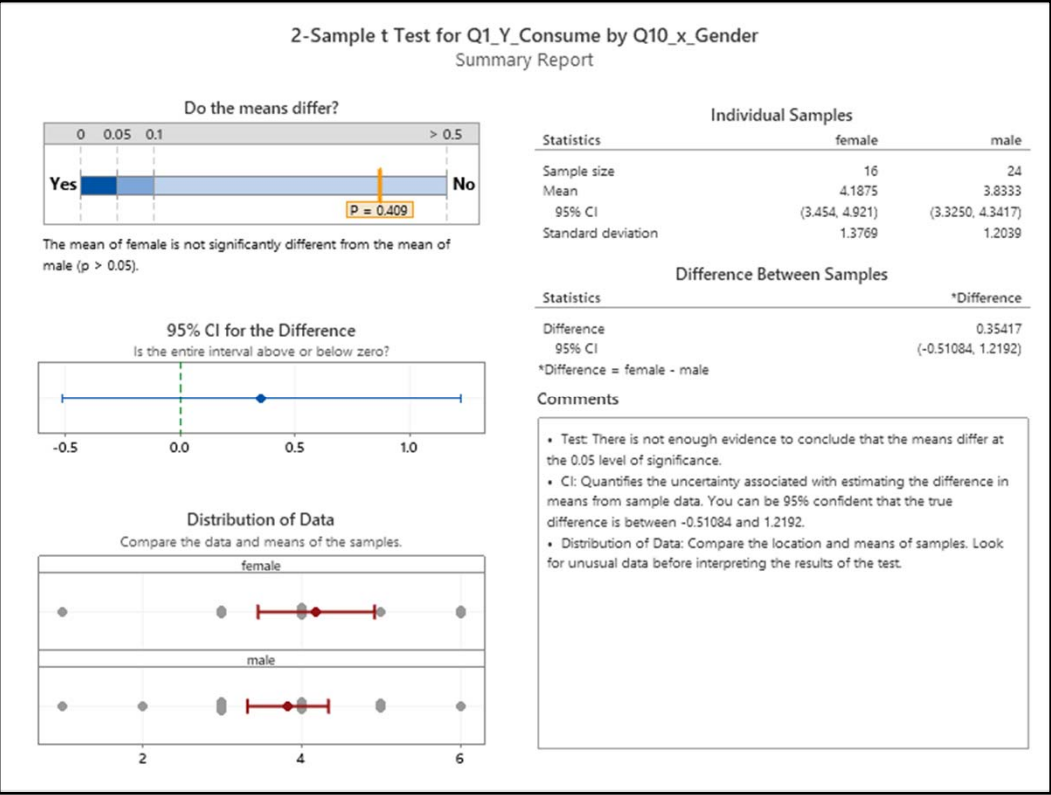 2-Sample t Test for Q1_Y_Consume by Q10_x_Gender
Summary Report
Do the means differ?
0 0.05 0.1 > 0.5
Yes No
P = 0.409
The mean of female is not significantly different from the mean of
male (p > 0.05).
95% CI for the Difference
Is the entire interval above or below zero?
-0.5 0.0 0.5 1.0
Distribution of Data
Compare the data and means of the samples.
female
male
2 4 6
Individual Samples
Statistics female male
Sample size 16 24
Mean 4.1875 3.8333
95% CI (3.454, 4.921) (3.3250, 4.3417)
Standard deviation 1.3769 1.2039
Difference Between Samples
Statistics *Difference
Difference 0.35417
95% CI (-0.51084, 1.2192)
*Difference = female - male
Comments
• Test: There is not enough evidence to conclude that the means differ at
the 0.05 level of significance.
• CI: Quantifies the uncertainty associated with estimating the difference in
means from sample data. You can be 95% confident that the true
difference is between -0.51084 and 1.2192.
• Distribution of Data: Compare the location and means of samples. Look
for unusual data before interpreting the results of the test.